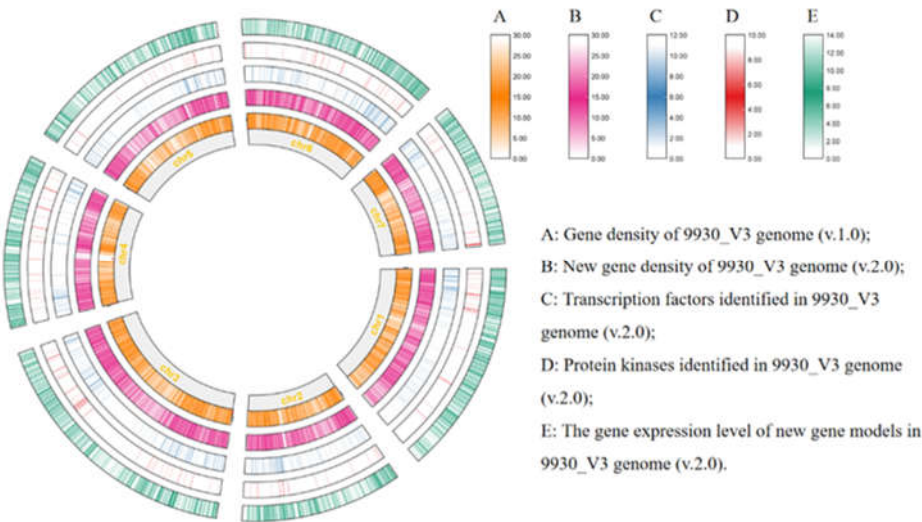 A B C D E
30.00 30.00 12.50 10.00 14.00
25.00 25.00 10.00 8.00 12.00
20.00 20.00 8.00 6.00 10.00
15.00 15.00 6.00 4.00 8.00
10.00 10.00 4.00 2.00 6.00
5.00 5.00 2.00 0.00 4.00
0.00 0.00 0.00 2.00
0.00
chr5
chr6
chr7
chr4
chr1
chr3
chr2
A: Gene density of 9930_V3 genome (v.1.0);
B: New gene density of 9930_V3 genome (v.2.0);
C: Transcription factors identified in 9930_V3
genome (v.2.0);
D: Protein kinases identified in 9930_V3 genome
(v.2.0);
E: The gene expression level of new gene models in
9930_V3 genome (v.2.0).